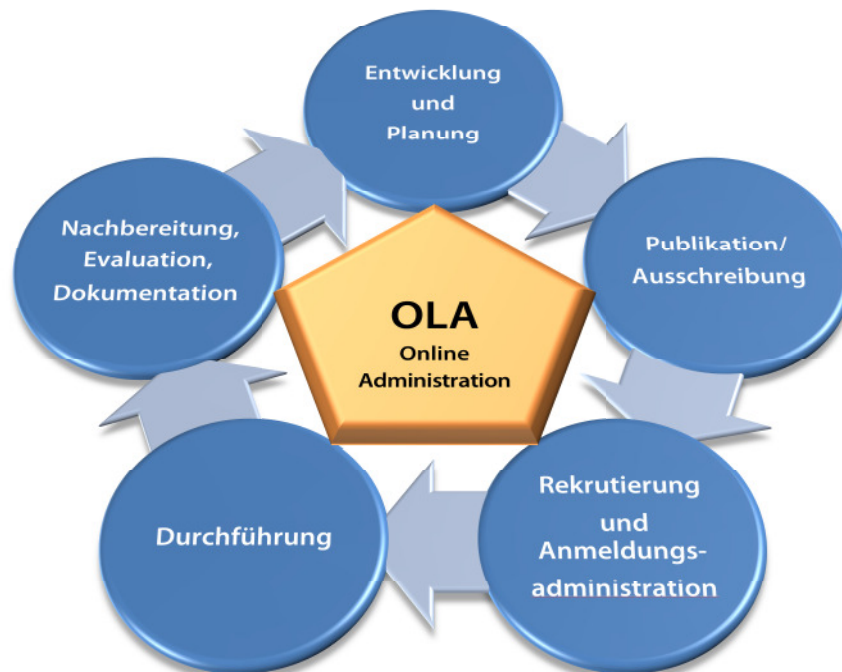 Entwicklung
und
Planung
Publikation/
Ausschreibung
Rekrutierung
und
Anmeldungs-
administration
Durchführung
Nachbereitung,
Evaluation,
Dokumentation
OLA
Online
Administration